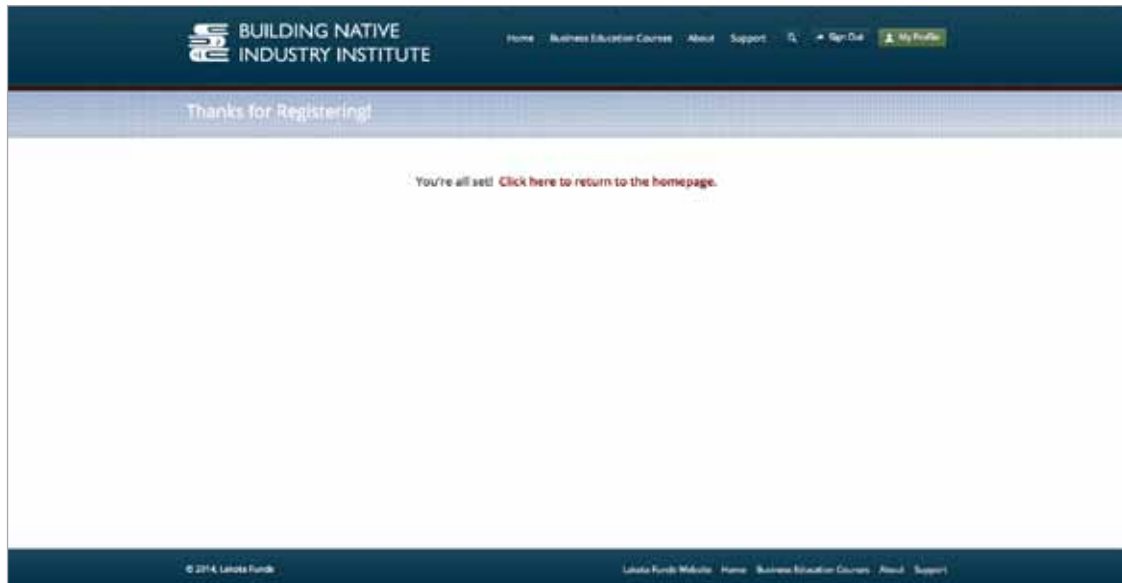 BUILDING NATIVE
INDUSTRY INSTITUTE
Home Business Education Courses About Support Sign Out My Profile
Thanks for Registering!
You're all set! Click here to return to the homepage.
© 2014, Lakota Funds
Lakota Funds Website Home Business Education Courses About Support